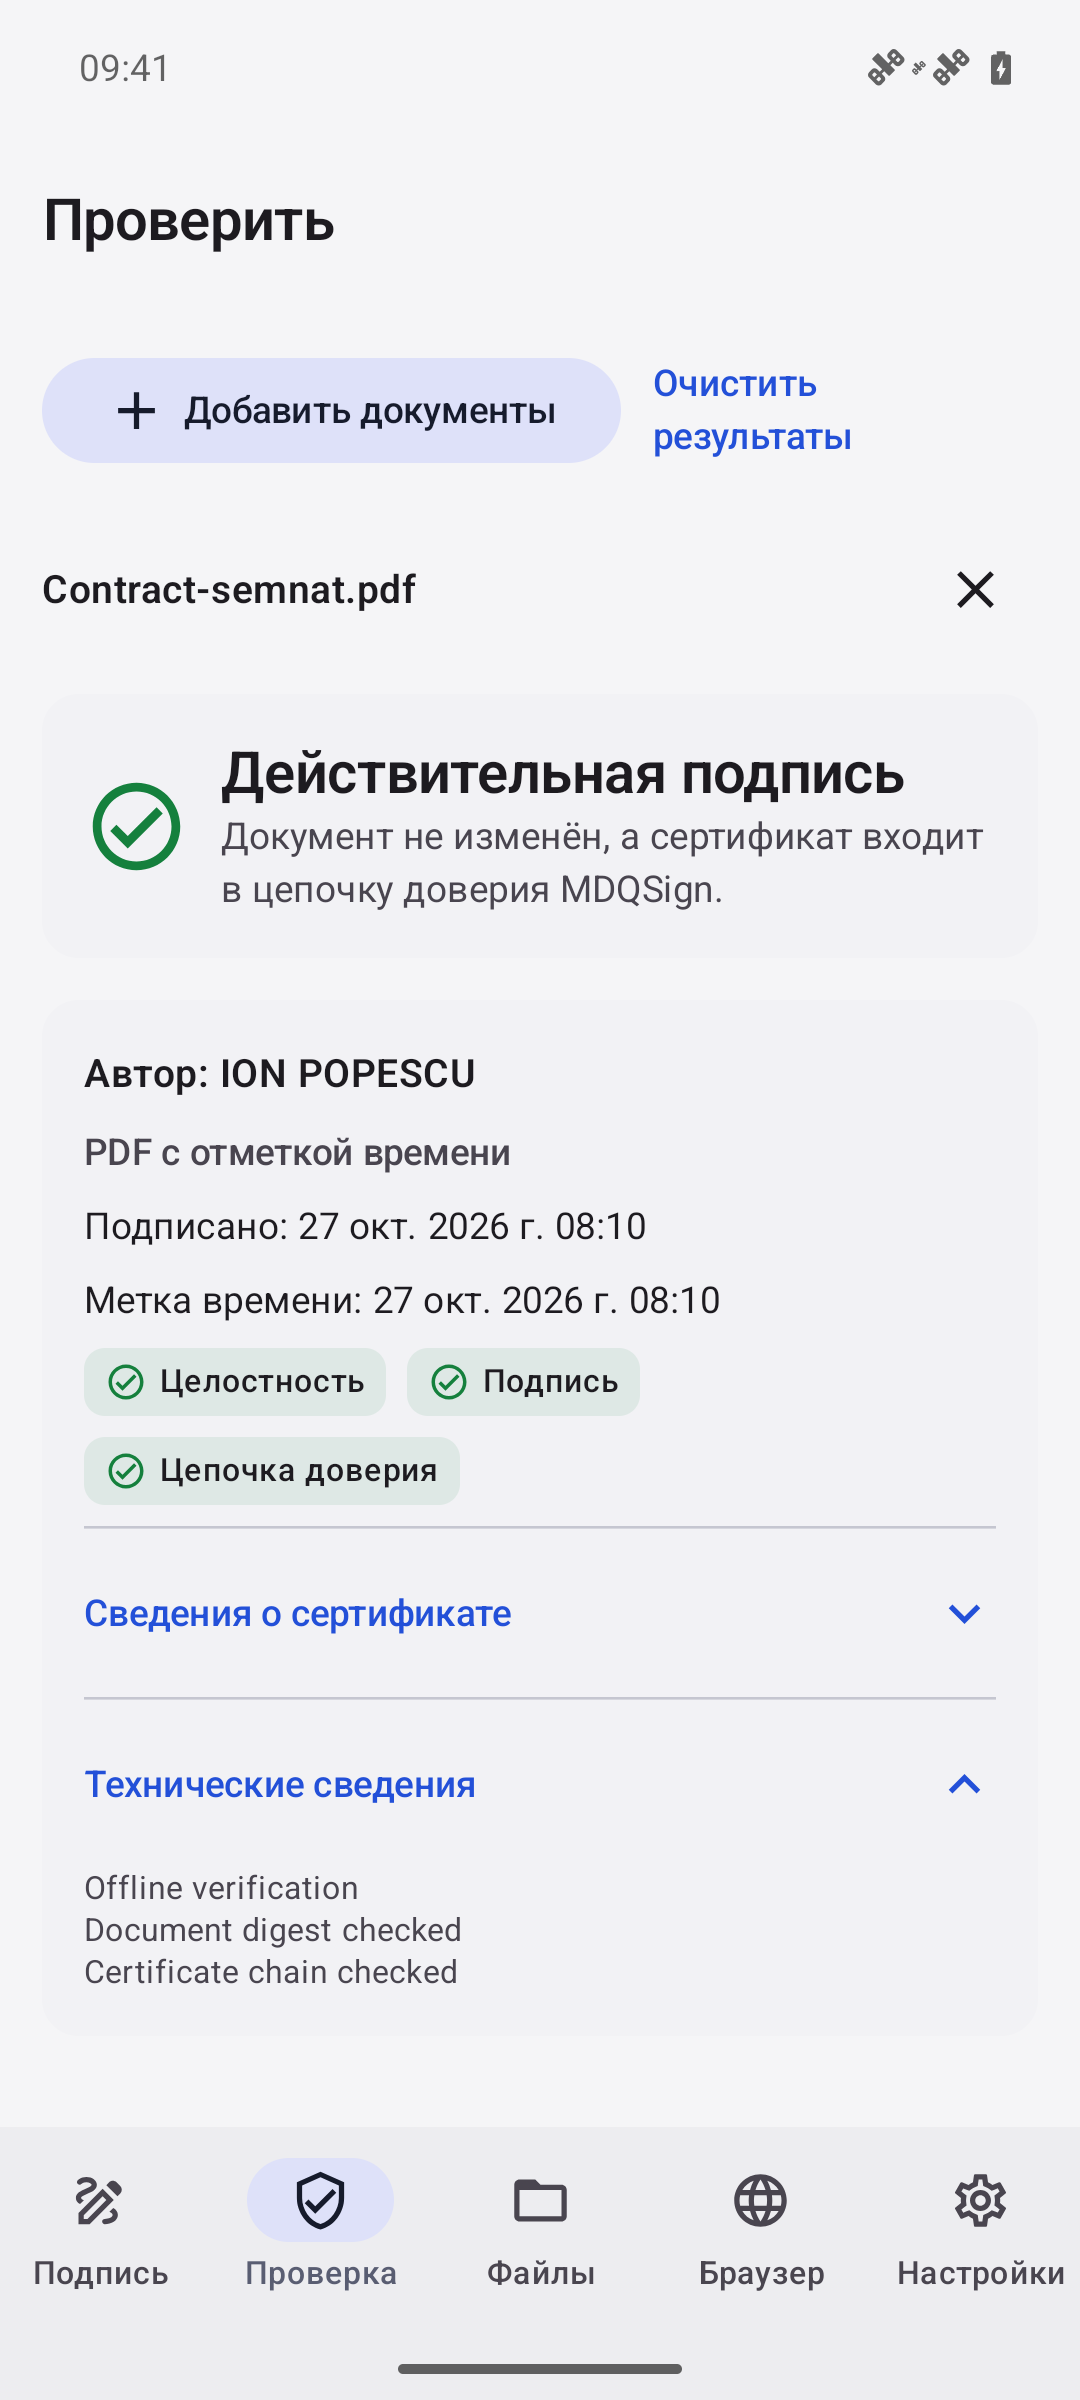 09:41
Проверить
Добавить документы
Очистить
результаты
Contract-semnat.pdf
Действительная подпись
Документ не изменён, а сертификат входит
в цепочку доверия MDQSign.
Автор: ION POPESCU
PDF с отметкой времени
Подписано: 27 окт. 2026 г. 08:10
Метка времени: 27 окт. 2026 г. 08:10
Целостность
Подпись
Цепочка доверия
Сведения о сертификате
Технические сведения
Offline verification
Document digest checked
Certificate chain checked
Подпись
Проверка
Файлы
Браузер
Настройки